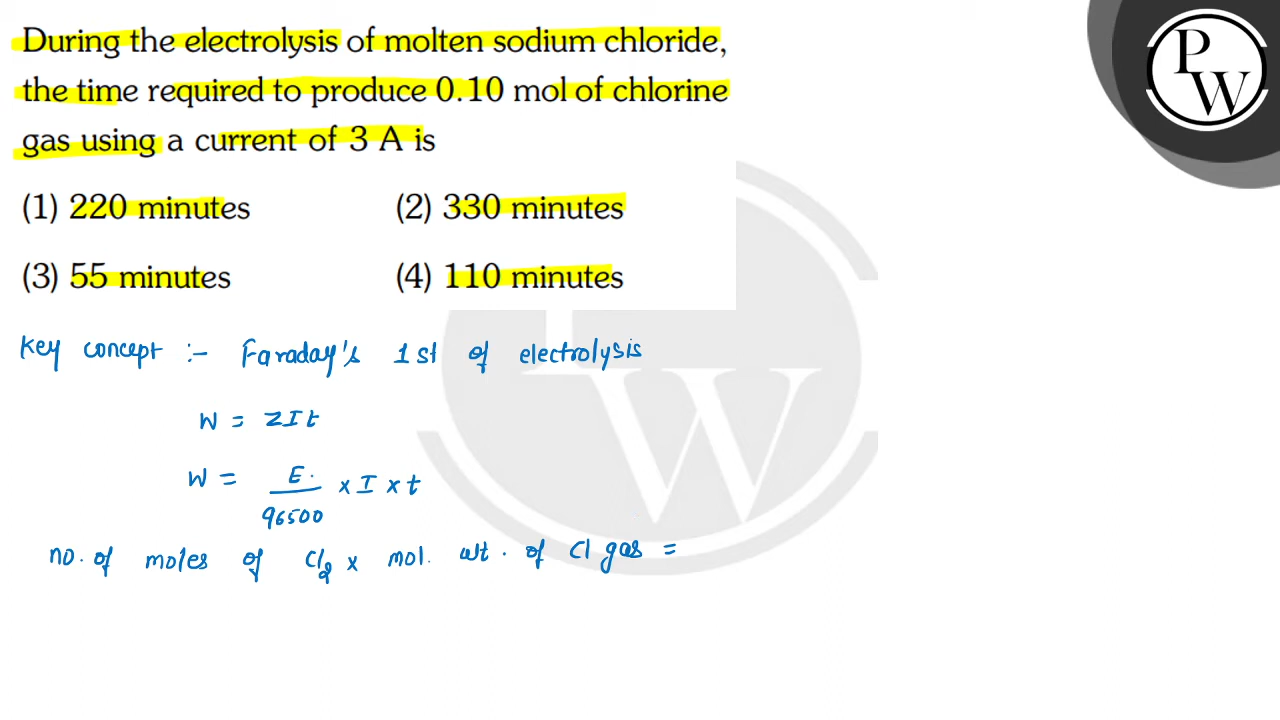 During the electrolysis of molten sodium chloride,
the time required to produce 0.10 mol of chlorine
gas using a current of 3 A is
(1) 220 minutes (2) 330 minutes
(3) 55 minutes (4) 110 minutes
Key concept :- Faraday's 1st of electrolysis
W = ZIt
W = E. / 96500 × I × t
no. of moles of Cl2 × mol. wt. of Cl gas =
P
W